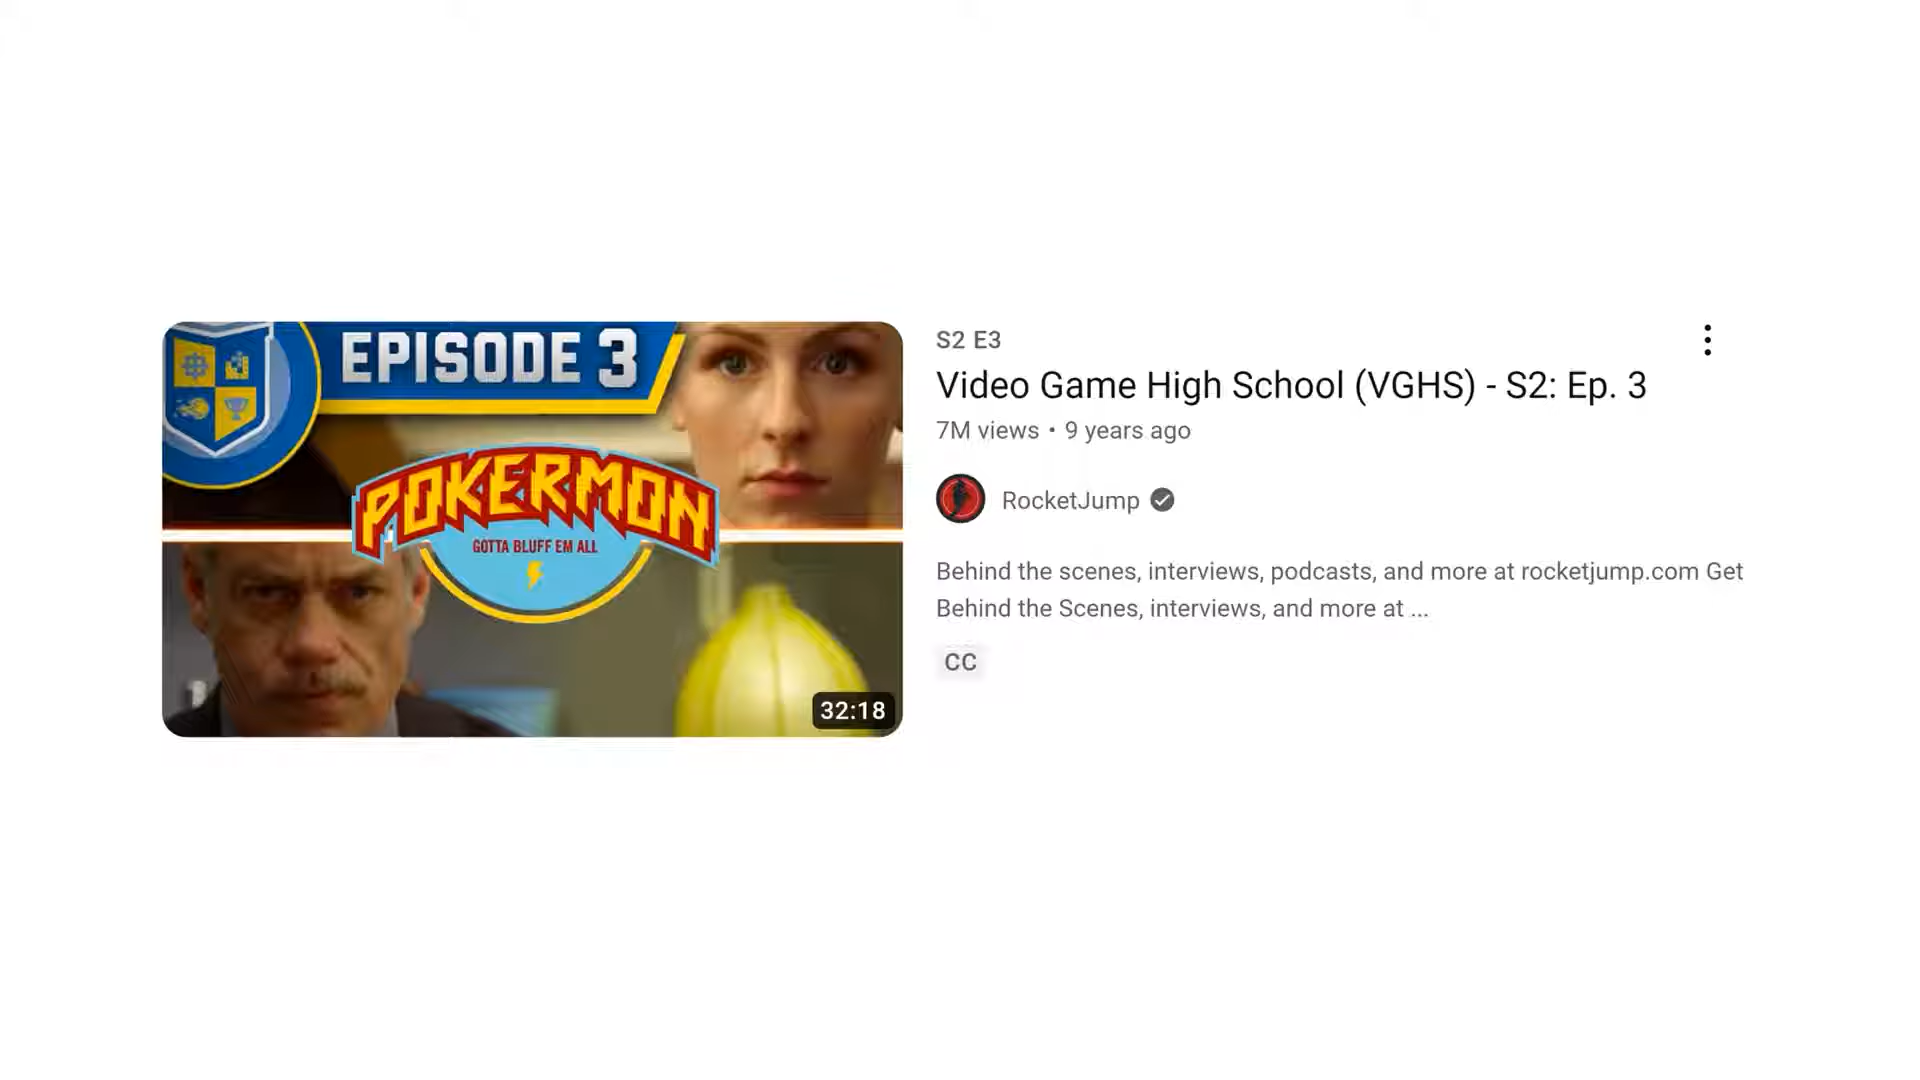 EPISODE 3
POKERMON
GOTTA BLUFF EM ALL
32:18
S2 E3
Video Game High School (VGHS) - S2: Ep. 3
7M views • 9 years ago
RocketJump
Behind the scenes, interviews, podcasts, and more at rocketjump.com Get
Behind the Scenes, interviews, and more at ...
CC